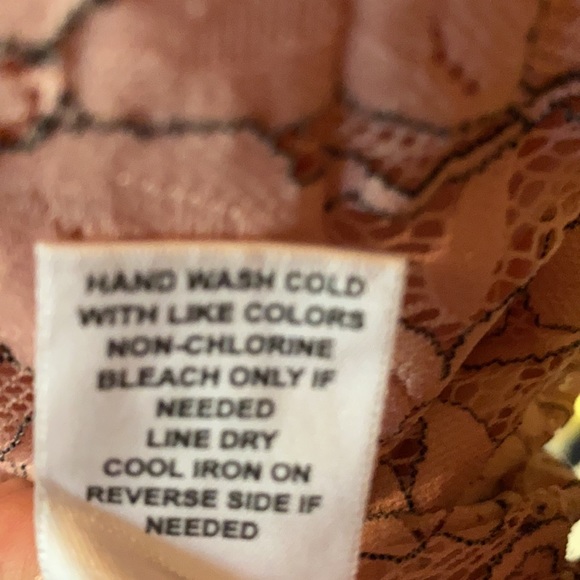 HAND WASH COLD
WITH LIKE COLORS
NON-CHLORINE
BLEACH ONLY IF
NEEDED
LINE DRY
COOL IRON ON
REVERSE SIDE IF
NEEDED